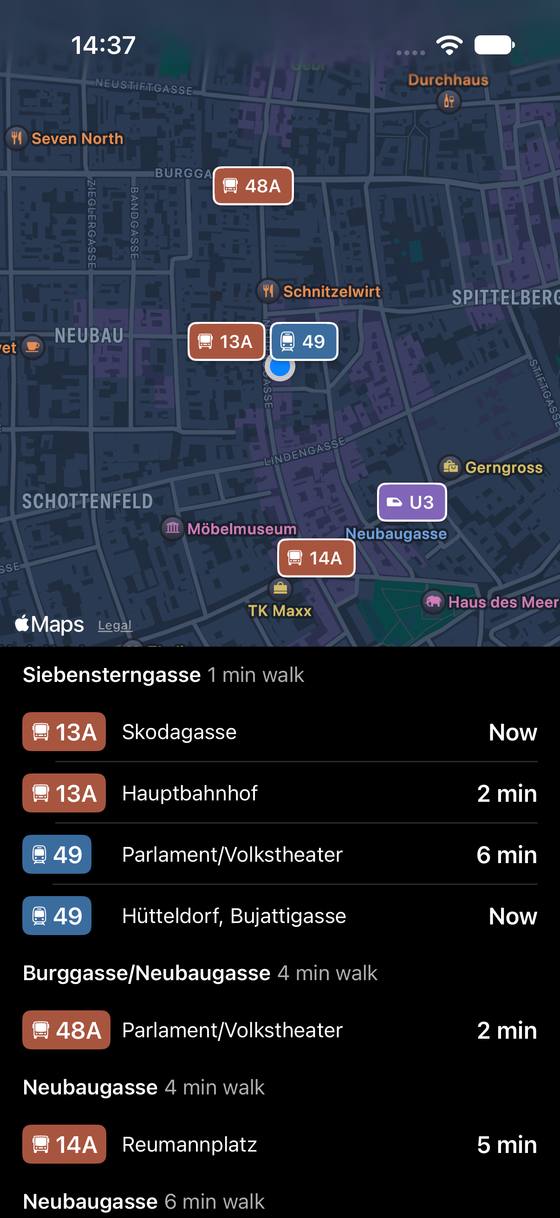 14:37
NEUSTIFTGASSE
Durchhaus
Seven North
BURGGA
48A
ZIEGLERGASSE
BANDGASSE
Schnitzelwirt
SPITTELBERG
NEUBAU
13A
49
vet
STIFTGASSE
LINDENGASSE
Gerngross
SCHOTTENFELD
U3
Möbelmuseum
Neubaugasse
14A
TK Maxx
Haus des Meer
Maps
Legal
Siebensterngasse 1 min walk
13A Skodagasse Now
13A Hauptbahnhof 2 min
49 Parlament/Volkstheater 6 min
49 Hütteldorf, Bujattigasse Now
Burggasse/Neubaugasse 4 min walk
48A Parlament/Volkstheater 2 min
Neubaugasse 4 min walk
14A Reumannplatz 5 min
Neubaugasse 6 min walk